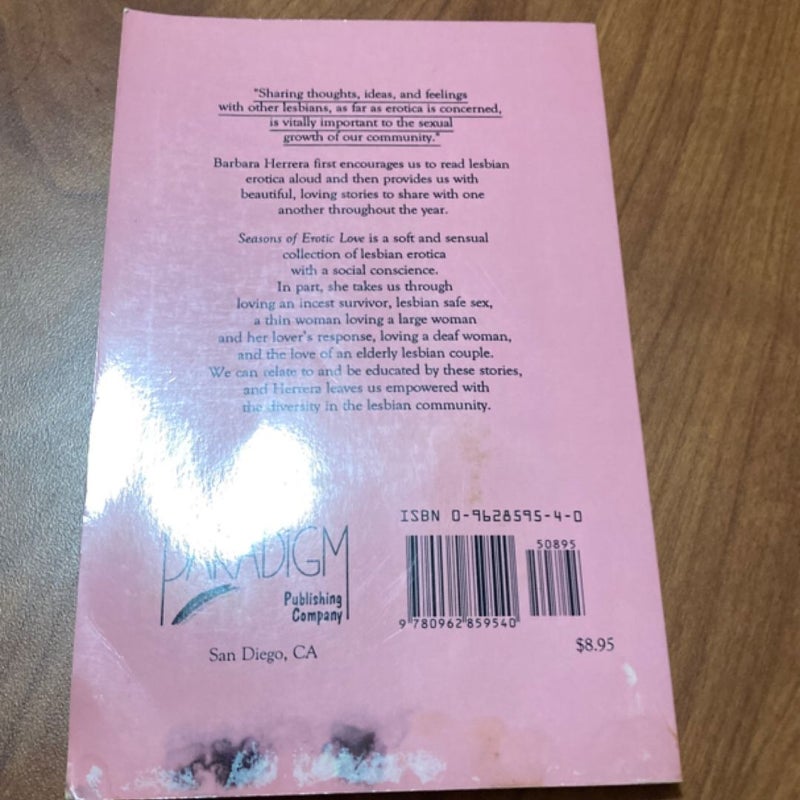 "Sharing thoughts, ideas, and feelings
with other lesbians, as far as erotica is concerned,
is vitally important to the sexual
growth of our community."
Barbara Herrera first encourages us to read lesbian
erotica aloud and then provides us with
beautiful, loving stories to share with one
another throughout the year.
Seasons of Erotic Love is a soft and sensual
collection of lesbian erotica
with a social conscience.
In part, she takes us through
loving an incest survivor, lesbian safe sex,
a thin woman loving a large woman
and her lover's response, loving a deaf woman,
and the love of an elderly lesbian couple.
We can relate to and be educated by these stories,
and Herrera leaves us empowered with
the diversity in the lesbian community.
ISBN 0-9628595-4-0
50895
PARADIGM
Publishing
Company
9 780962 859540
San Diego, CA
$8.95